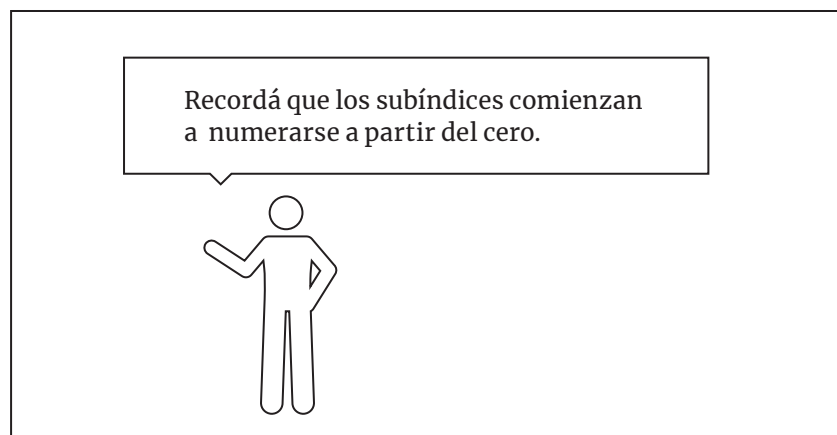 Recordá que los subíndices comienzan
a numerarse a partir del cero.